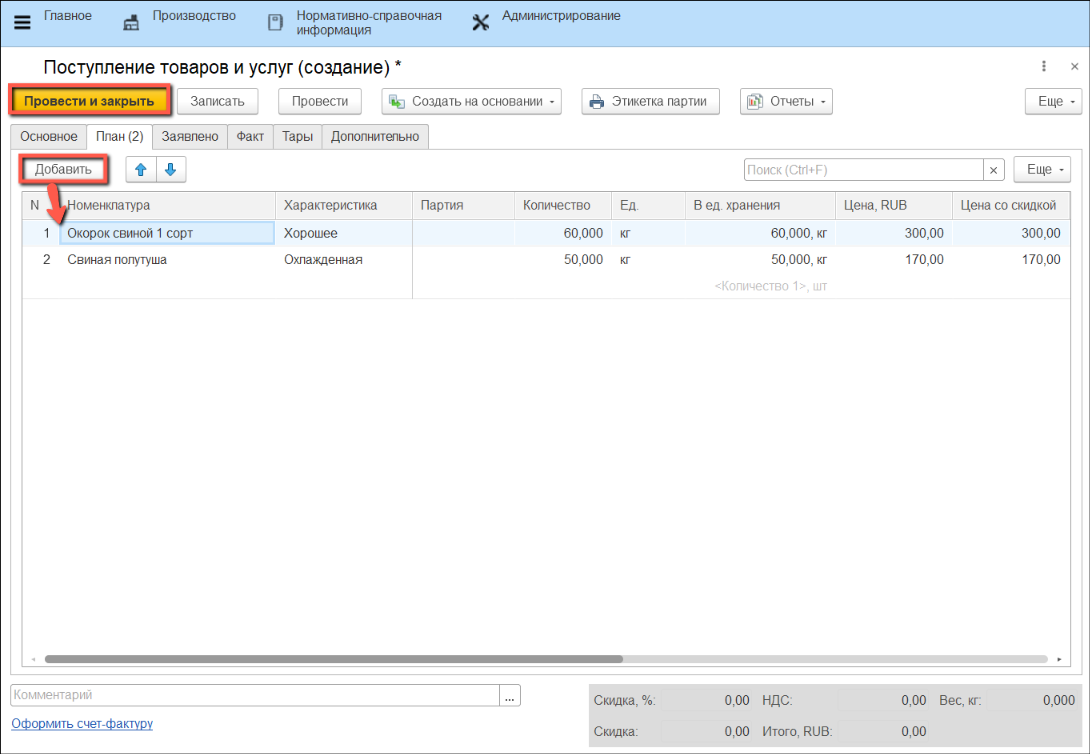 Главное
Производство
Нормативно-справочная
информация
Администрирование
Поступление товаров и услуг (создание) *
Провести и закрыть
Записать
Провести
Создать на основании
Этикетка партии
Отчеты
Еще
Основное
План (2)
Заявлено
Факт
Тары
Дополнительно
Добавить
Поиск (Ctrl+F)
Еще
N Номенклатура Характеристика Партия Количество Ед. В ед. хранения Цена, RUB Цена со скидкой
1 Окорок свиной 1 сорт Хорошее 60,000 кг 60,000, кг 300,00 300,00
2 Свиная полутуша Охлажденная 50,000 кг 50,000, кг 170,00 170,00
<Количество 1>, шт
Комментарий
...
Оформить счет-фактуру
Скидка, %: 0,00 НДС: 0,00 Вес, кг: 0,000
Скидка: 0,00 Итого, RUB: 0,00